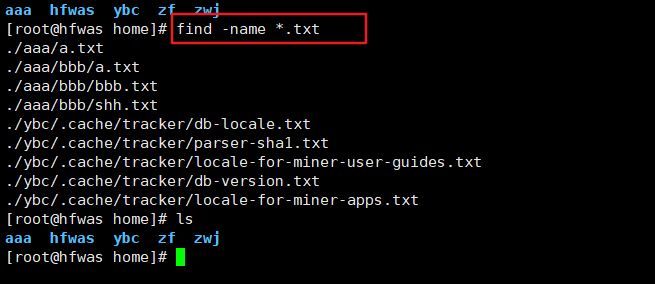 aaa  hfwas  ybc  zf  zwj
[root@hfwas home]# find -name *.txt
./aaa/a.txt
./aaa/bbb/a.txt
./aaa/bbb/bbb.txt
./aaa/bbb/shh.txt
./ybc/.cache/tracker/db-locale.txt
./ybc/.cache/tracker/parser-sha1.txt
./ybc/.cache/tracker/locale-for-miner-user-guides.txt
./ybc/.cache/tracker/db-version.txt
./ybc/.cache/tracker/locale-for-miner-apps.txt
[root@hfwas home]# ls
aaa  hfwas  ybc  zf  zwj
[root@hfwas home]#